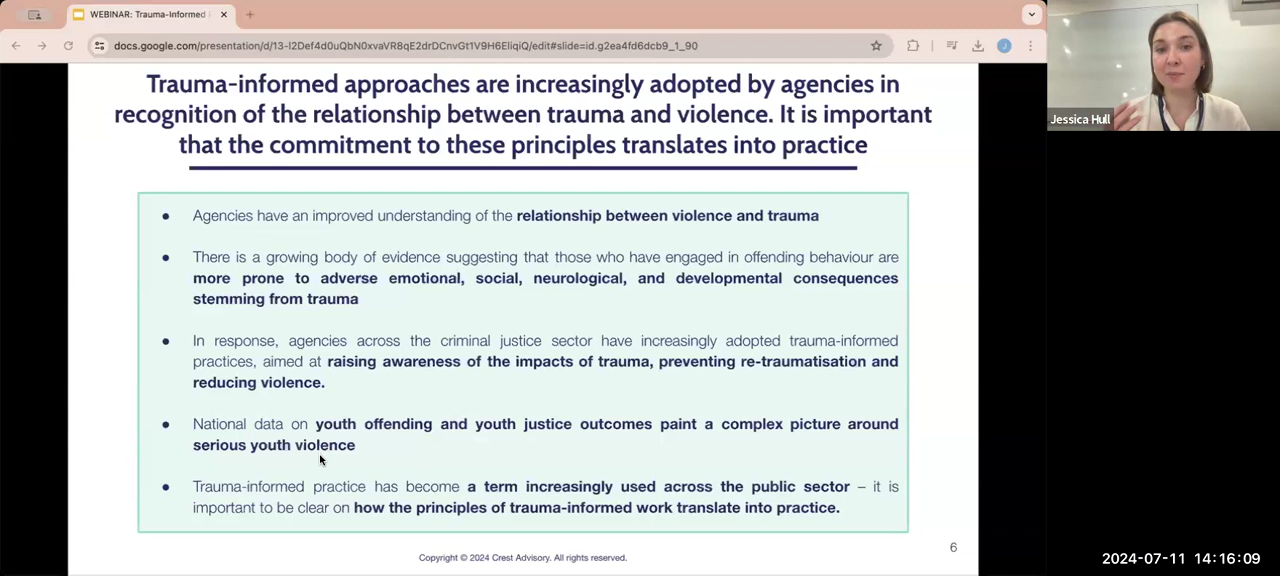 WEBINAR: Trauma-Informed
docs.google.com/presentation/d/13-I2Def4d0uQbN0xvaVR8qE2drDCnvGt1V9H6EIiqiQ/edit#slide=id.g2ea4fd6dcb9_1_90
J
Trauma-informed approaches are increasingly adopted by agencies in
recognition of the relationship between trauma and violence. It is important
that the commitment to these principles translates into practice
● Agencies have an improved understanding of the relationship between violence and trauma
● There is a growing body of evidence suggesting that those who have engaged in offending behaviour are
more prone to adverse emotional, social, neurological, and developmental consequences
stemming from trauma
● In response, agencies across the criminal justice sector have increasingly adopted trauma-informed
practices, aimed at raising awareness of the impacts of trauma, preventing re-traumatisation and
reducing violence.
● National data on youth offending and youth justice outcomes paint a complex picture around
serious youth violence
● Trauma-informed practice has become a term increasingly used across the public sector – it is
important to be clear on how the principles of trauma-informed work translate into practice.
Copyright © 2024 Crest Advisory. All rights reserved.
6
Jessica Hull
2024-07-11 14:16:09